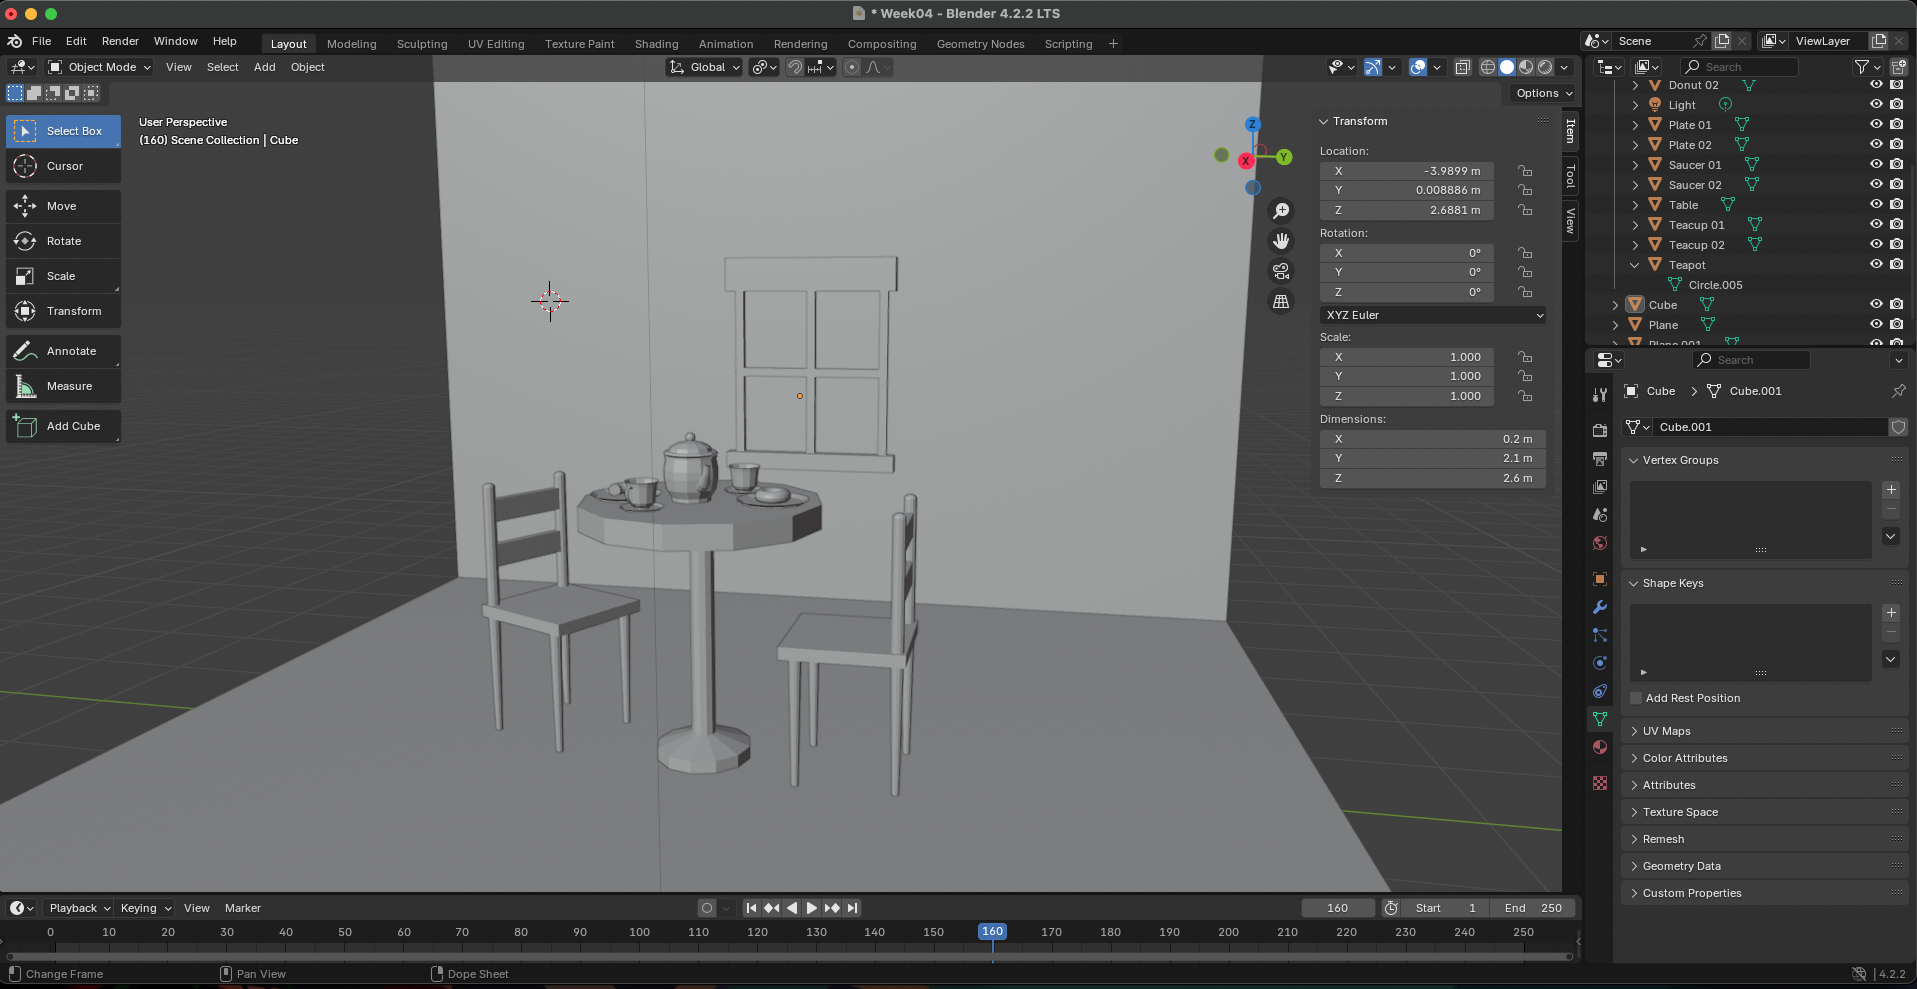 * Week04 - Blender 4.2.2 LTS
File Edit Render Window Help
Layout Modeling Sculpting UV Editing Texture Paint Shading Animation Rendering Compositing Geometry Nodes Scripting +
Scene
ViewLayer
Object Mode View Select Add Object
Global
Search
Options
User Perspective
(160) Scene Collection | Cube
Select Box
Cursor
Move
Rotate
Scale
Transform
Annotate
Measure
Add Cube
Z
X
Y
Item
Tool
View
Transform
Location:
X -3.9899 m
Y 0.008886 m
Z 2.6881 m
Rotation:
X 0°
Y 0°
Z 0°
XYZ Euler
Scale:
X 1.000
Y 1.000
Z 1.000
Dimensions:
X 0.2 m
Y 2.1 m
Z 2.6 m
Donut 02
Light
Plate 01
Plate 02
Saucer 01
Saucer 02
Table
Teacup 01
Teacup 02
Teapot
Circle.005
Cube
Plane
Plane.001
Search
Cube > Cube.001
Cube.001
Vertex Groups
Shape Keys
Add Rest Position
UV Maps
Color Attributes
Attributes
Texture Space
Remesh
Geometry Data
Custom Properties
Playback Keying View Marker
160 Start 1 End 250
0 10 20 30 40 50 60 70 80 90 100 110 120 130 140 150 160 170 180 190 200 210 220 230 240 250
Change Frame Pan View Dope Sheet
4.2.2